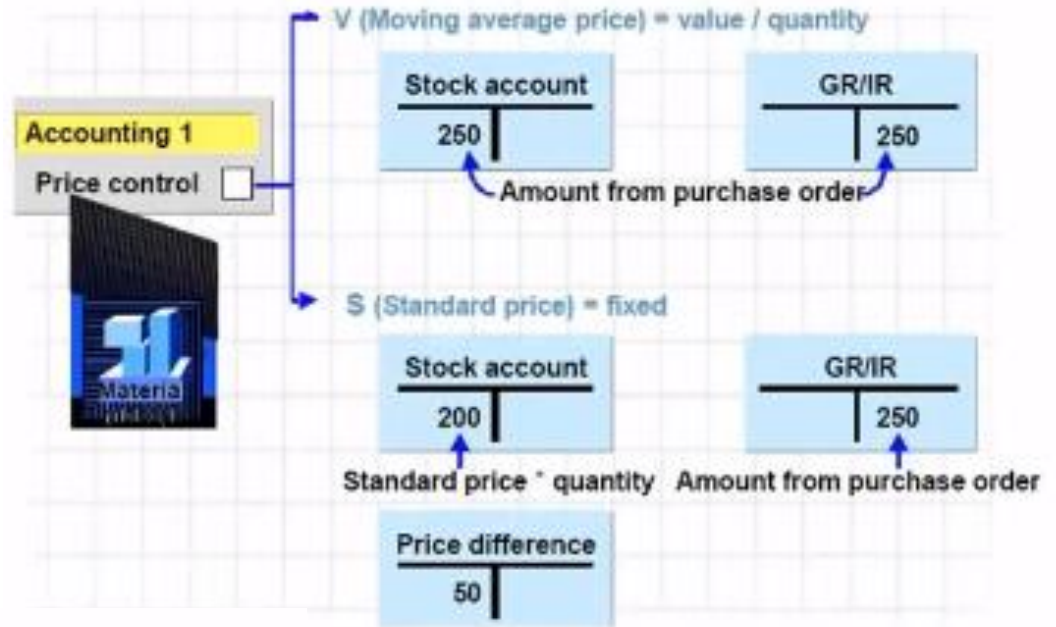 V (Moving average price) = value / quantity
Stock account
GR/IR
250
250
Amount from purchase order
Accounting 1
Price control
S (Standard price) = fixed
Stock account
GR/IR
200
250
Standard price * quantity
Amount from purchase order
Materia
Price difference
50